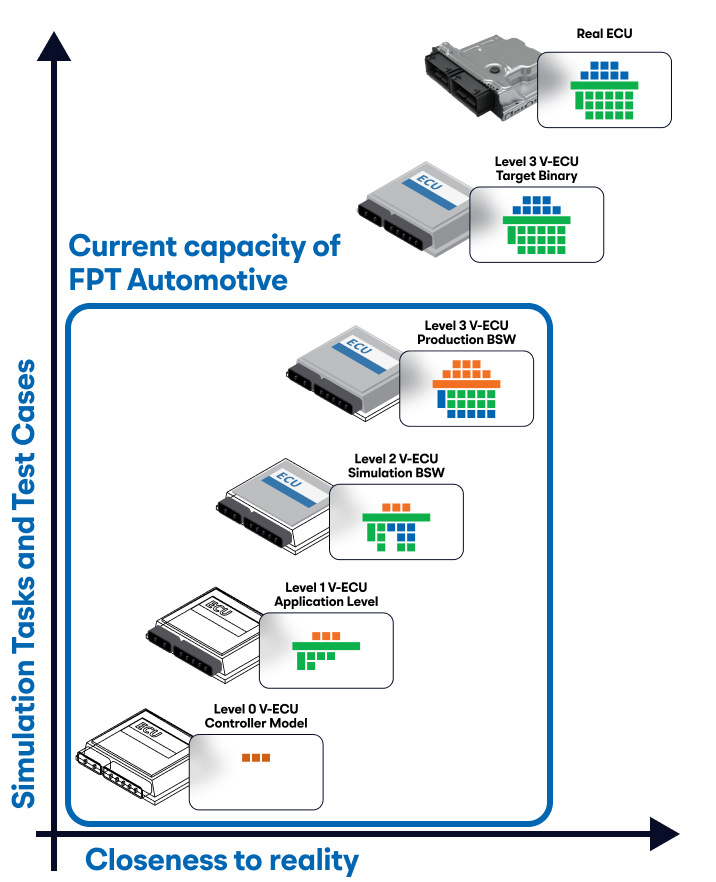 Real ECU
Level 3 V-ECU
Target Binary
ECU
Current capacity of
FPT Automotive
Level 3 V-ECU
Production BSW
ECU
Level 2 V-ECU
Simulation BSW
ECU
Level 1 V-ECU
Application Level
ECU
Level 0 V-ECU
Controller Model
ECU
Simulation Tasks and Test Cases
Closeness to reality